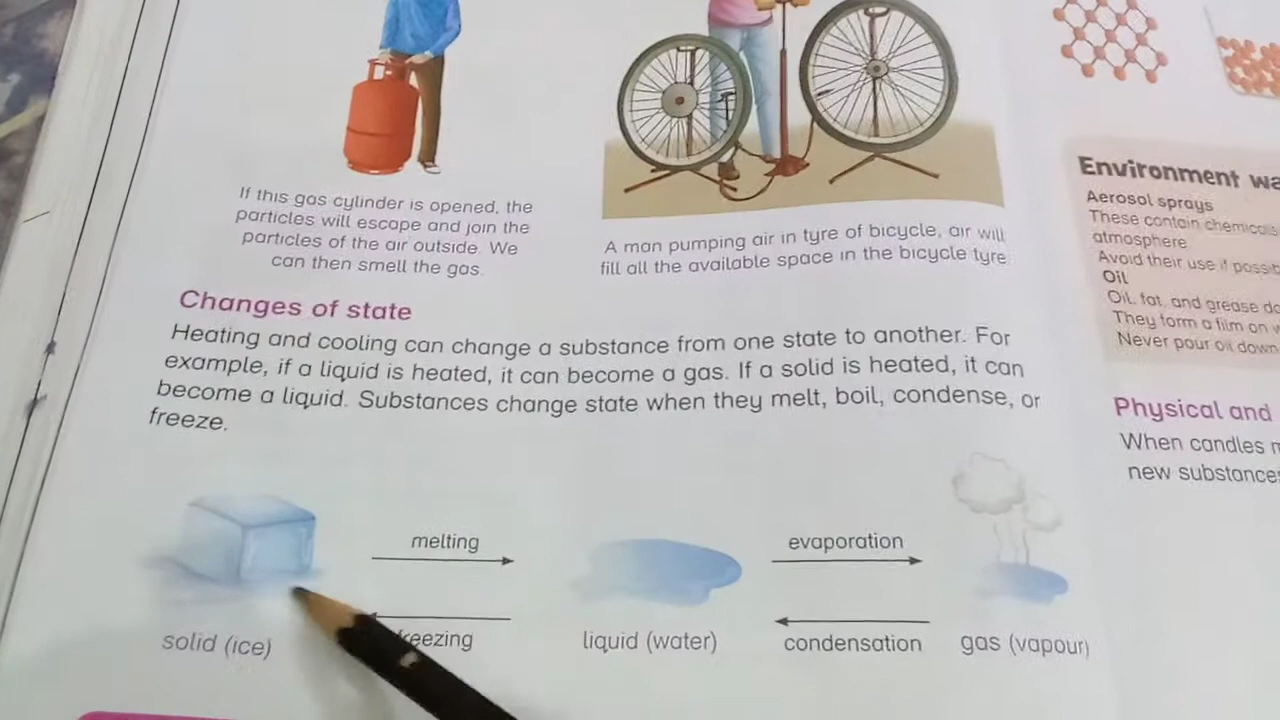 If this gas cylinder is opened, the
particles will escape and join the
particles of the air outside. We
can then smell the gas.
A man pumping air in tyre of bicycle, air will
fill all the available space in the bicycle tyre
Changes of state
Heating and cooling can change a substance from one state to another. For
example, if a liquid is heated, it can become a gas. If a solid is heated, it can
become a liquid. Substances change state when they melt, boil, condense, or
freeze.
melting
evaporation
freezing
condensation
solid (ice)
liquid (water)
gas (vapour)
Environment
Aerosol sprays
These contain chemicals
atmosphere
Avoid their use if
Oil
Oil, fat, and grease
They form a film on
Never pour oil down
Physical and
When candles
new substance